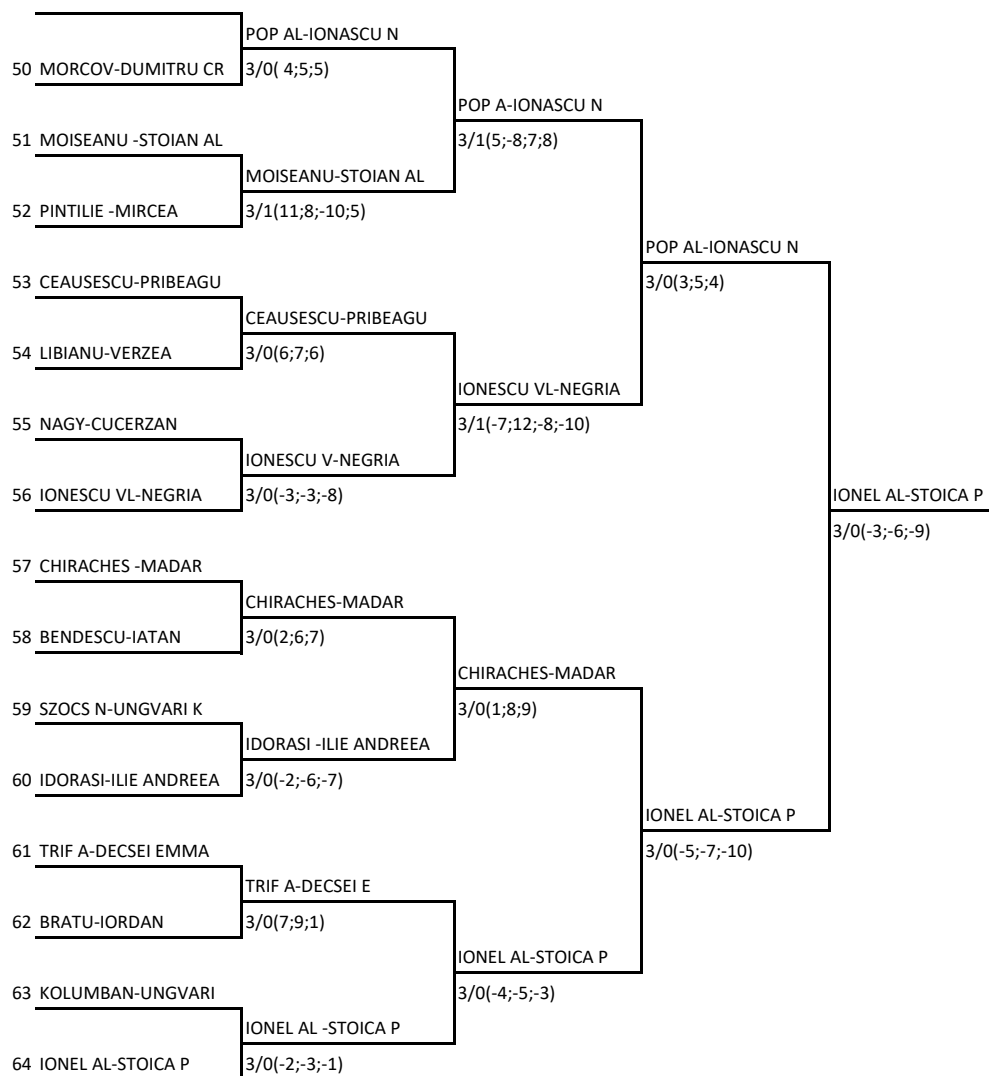 POP AL-IONASCU N
50 MORCOV-DUMITRU CR 3/0( 4;5;5)
POP A-IONASCU N
51 MOISEANU -STOIAN AL 3/1(5;-8;7;8)
MOISEANU-STOIAN AL
52 PINTILIE -MIRCEA 3/1(11;8;-10;5)
POP AL-IONASCU N
53 CEAUSESCU-PRIBEAGU 3/0(3;5;4)
CEAUSESCU-PRIBEAGU
54 LIBIANU-VERZEA 3/0(6;7;6)
IONESCU VL-NEGRIA
55 NAGY-CUCERZAN 3/1(-7;12;-8;-10)
IONESCU V-NEGRIA
56 IONESCU VL-NEGRIA 3/0(-3;-3;-8) IONEL AL-STOICA P
3/0(-3;-6;-9)
57 CHIRACHES -MADAR
CHIRACHES-MADAR
58 BENDESCU-IATAN 3/0(2;6;7)
CHIRACHES-MADAR
59 SZOCS N-UNGVARI K 3/0(1;8;9)
IDORASI -ILIE ANDREEA
60 IDORASI-ILIE ANDREEA 3/0(-2;-6;-7)
IONEL AL-STOICA P
61 TRIF A-DECSEI EMMA 3/0(-5;-7;-10)
TRIF A-DECSEI E
62 BRATU-IORDAN 3/0(7;9;1)
IONEL AL-STOICA P
63 KOLUMBAN-UNGVARI 3/0(-4;-5;-3)
IONEL AL -STOICA P
64 IONEL AL-STOICA P 3/0(-2;-3;-1)